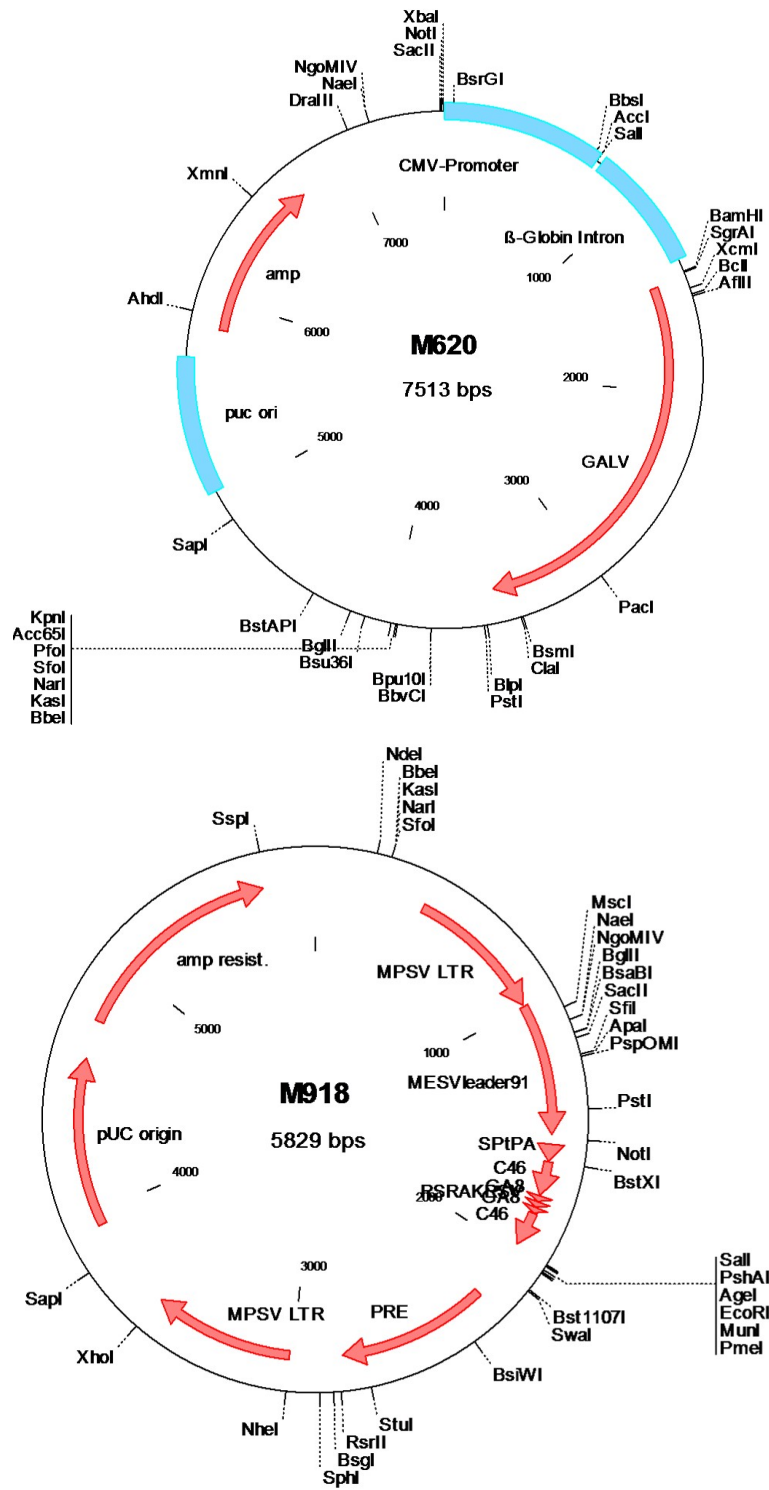 XbaI
NotI
SacII
BsrGI
NgoMIV
NaeI
DraIII
BbsI
AccI
SalI
CMV-Promoter
XmnI
7000
ß-Globin Intron
BamHI
SgrAI
XcmI
BclI
AflII
amp
1000
AhdI
6000
M620
7513 bps
2000
puc ori
5000
GALV
3000
4000
SapI
PacI
KpnI
Acc65I
PfoI
SfoI
NarI
KasI
BbeI
BstAPI
BglII
Bsu36I
Bpu10I
BbvCI
BlpI
PstI
BsmI
ClaI
NdeI
BbeI
KasI
NarI
SfoI
SspI
MscI
NaeI
NgoMIV
BglII
BsaBI
SacII
SfiI
ApaI
PspOMI
amp resist.
MPSV LTR
5000
1000
M918
5829 bps
MESVleader91
PstI
pUC origin
SPtPA
NotI
C46
BstXI
GA8
4000
2000
GA8
C46
SalI
PshAI
AgeI
EcoRI
MunI
PmeI
SapI
3000
MPSV LTR
PRE
Bst1107I
SwaI
XhoI
BsiWI
NheI
StuI
RsrII
BsgI
SphI